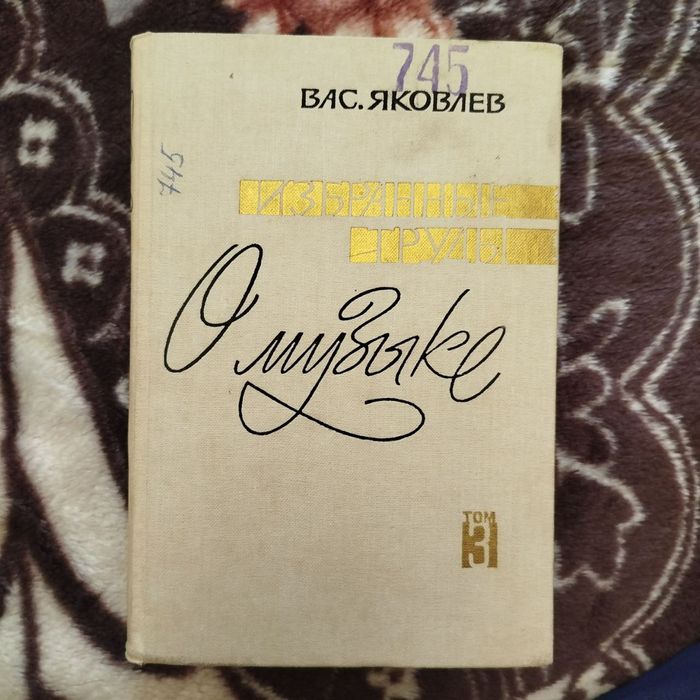 745
ВАС. ЯКОВЛЕВ
745
ИЗБРАННЫЕ
ТРУДЫ
О музыке
ТОМ
3